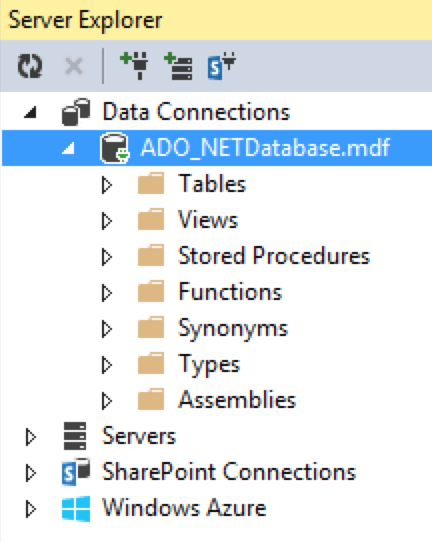 Server Explorer
Data Connections
ADO_NETDatabase.mdf
Tables
Views
Stored Procedures
Functions
Synonyms
Types
Assemblies
Servers
SharePoint Connections
Windows Azure